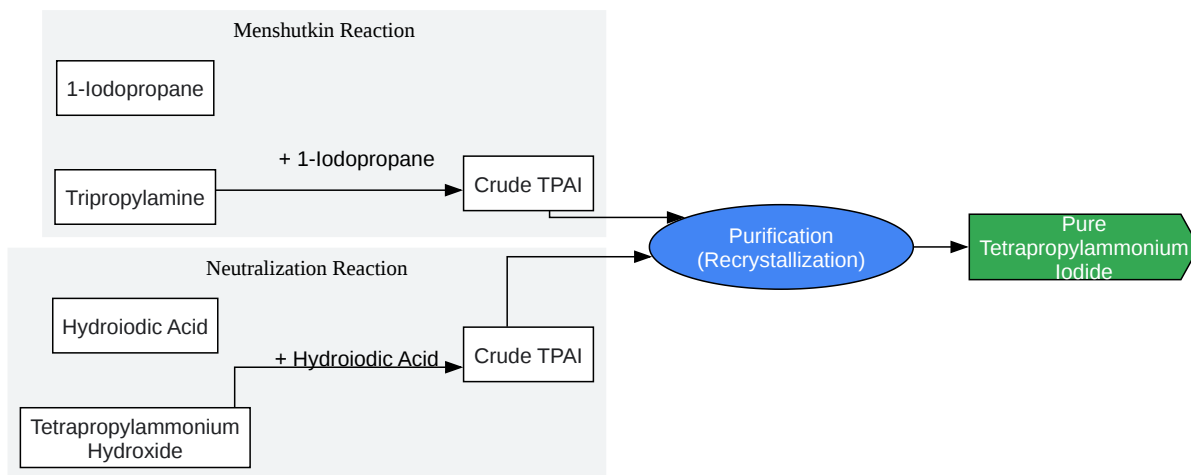 Menshutkin Reaction
1-Iodopropane
+ 1-Iodopropane
Tripropylamine
Crude TPAI
Neutralization Reaction
Hydroiodic Acid
+ Hydroiodic Acid
Tetrapropylammonium
Hydroxide
Crude TPAI
Purification
(Recrystallization)
Pure
Tetrapropylammonium
Iodide